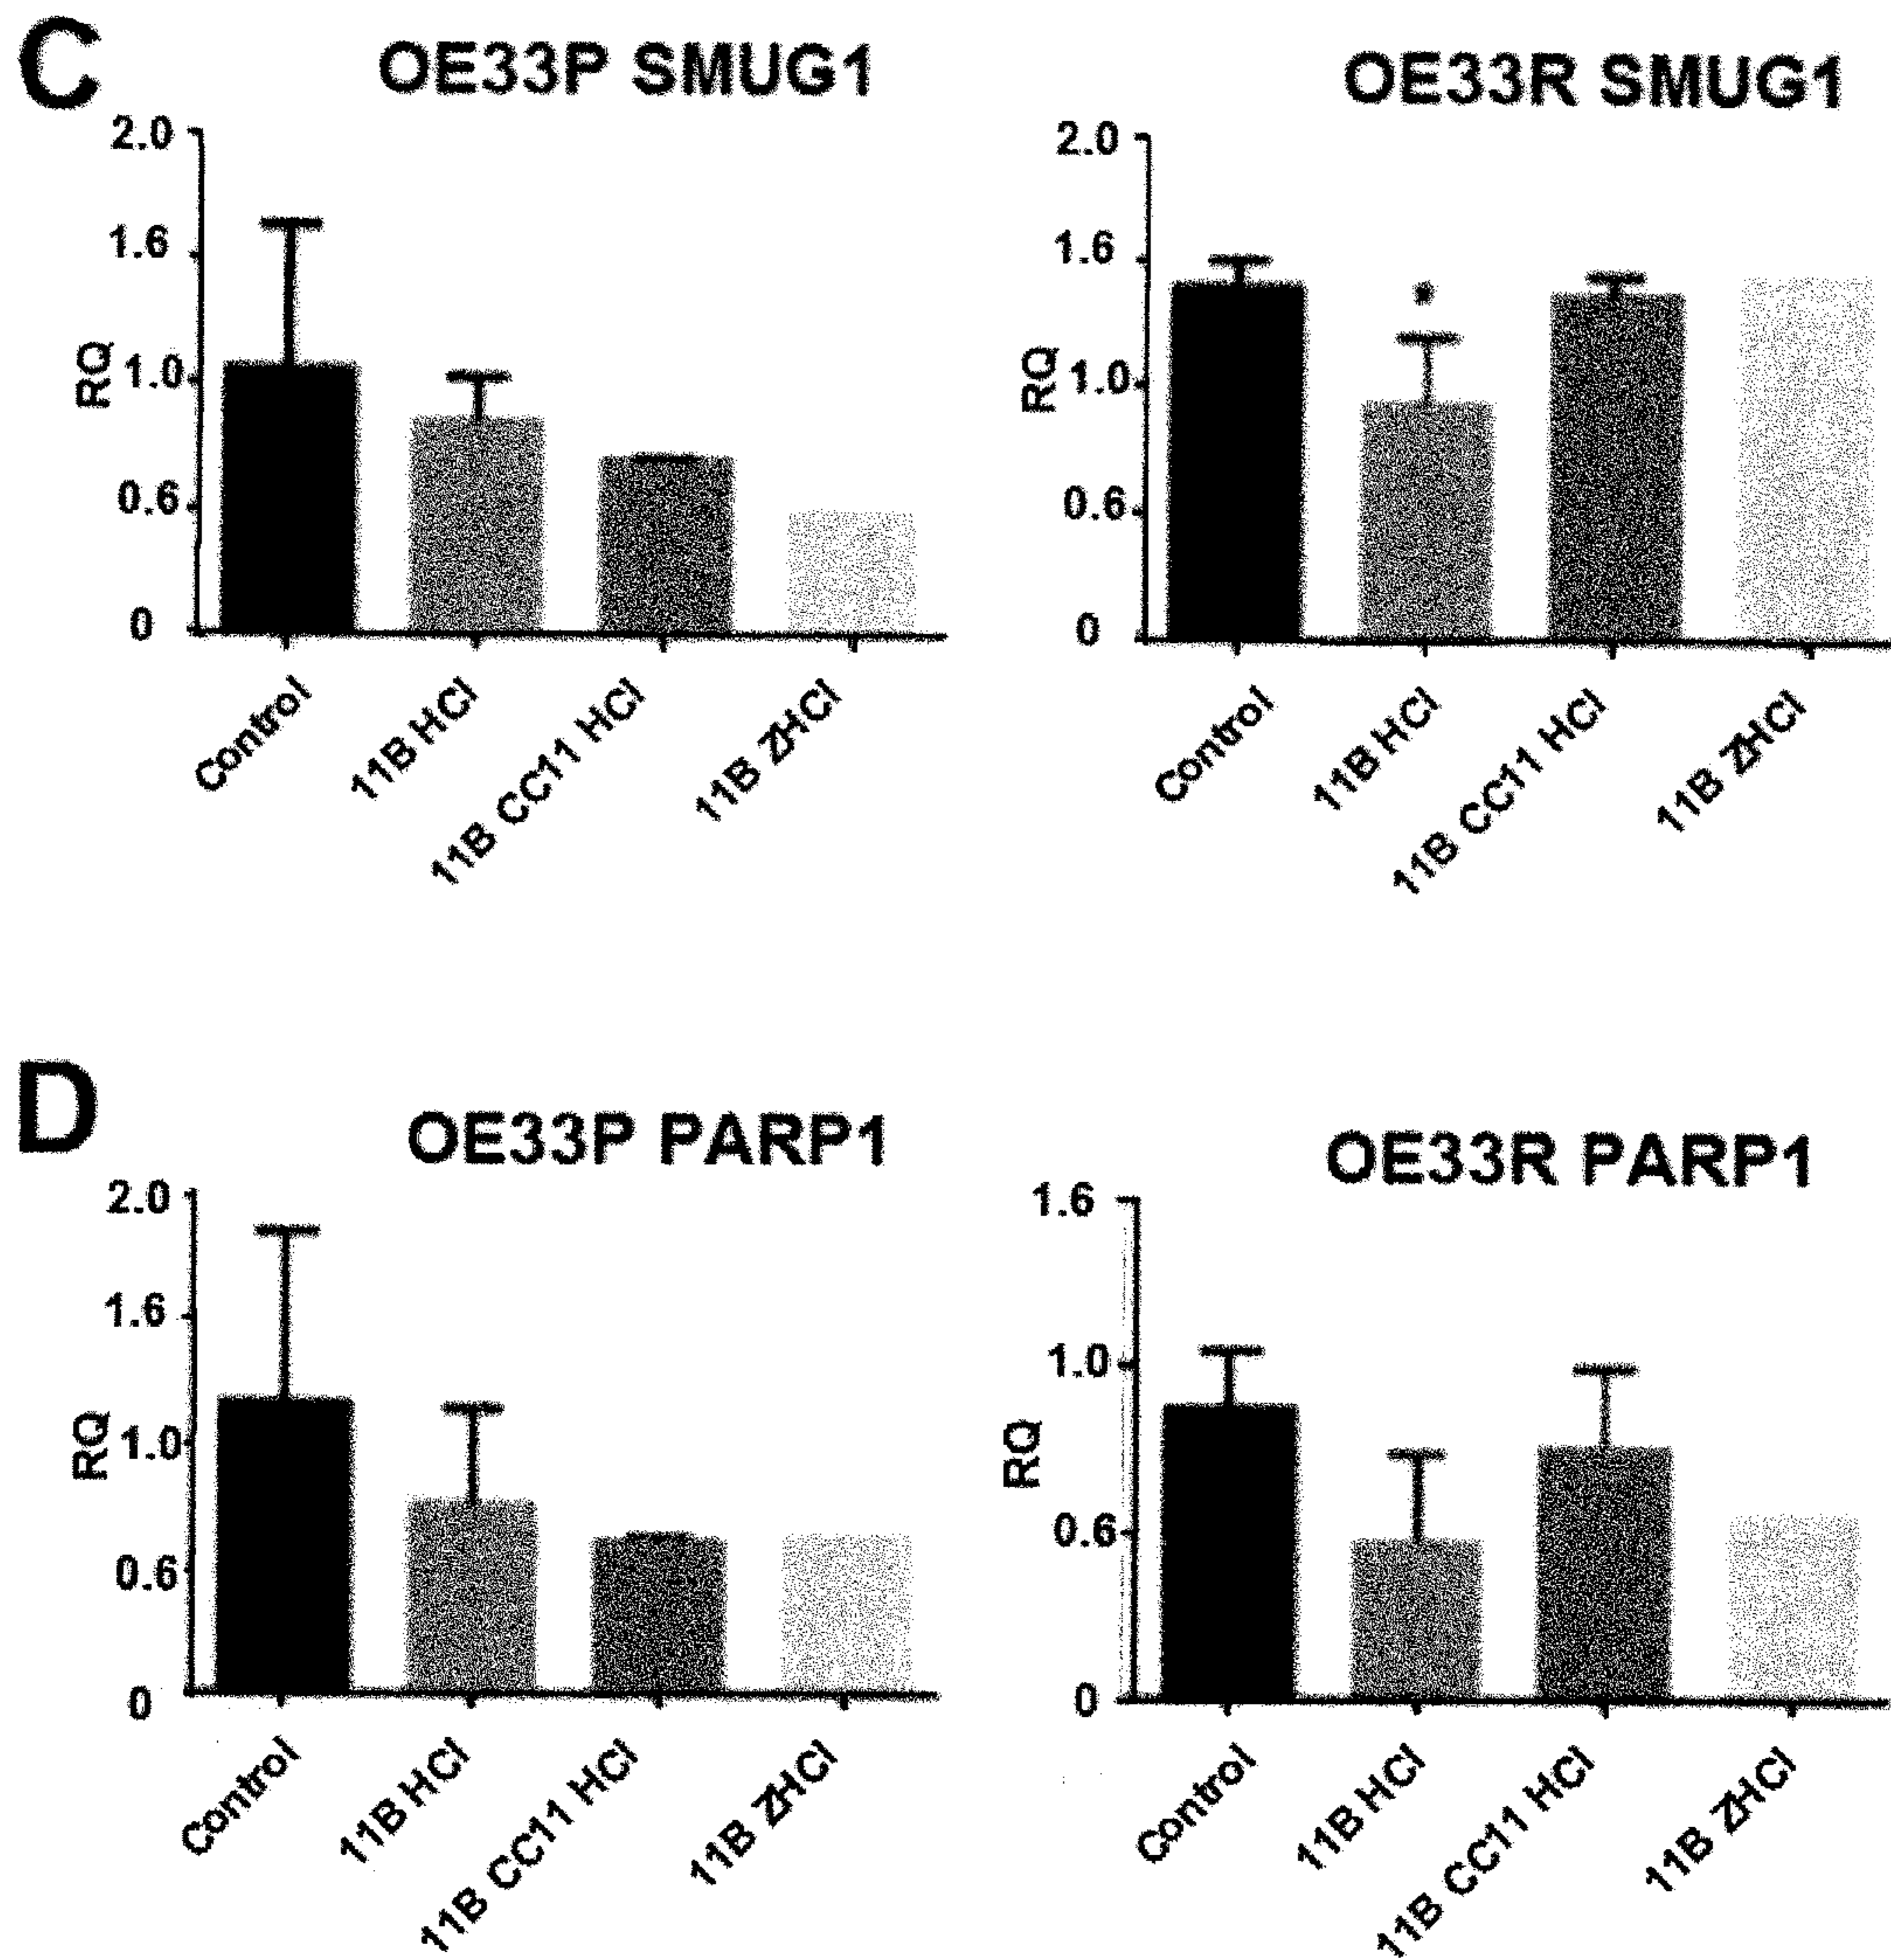 C
OE33P SMUG1
2.0
1.6
1.0
0.6
0
RQ
Control
11B HCl
11B CC11 HCl
11B ZHCl
OE33R SMUG1
2.0
1.6
1.0
0.6
0
RQ
*
Control
11B HCl
11B CC11 HCl
11B ZHCl
D
OE33P PARP1
2.0
1.6
1.0
0.6
0
RQ
Control
11B HCl
11B CC11 HCl
11B ZHCl
OE33R PARP1
1.6
1.0
0.6
0
RQ
Control
11B HCl
11B CC11 HCl
11B ZHCl